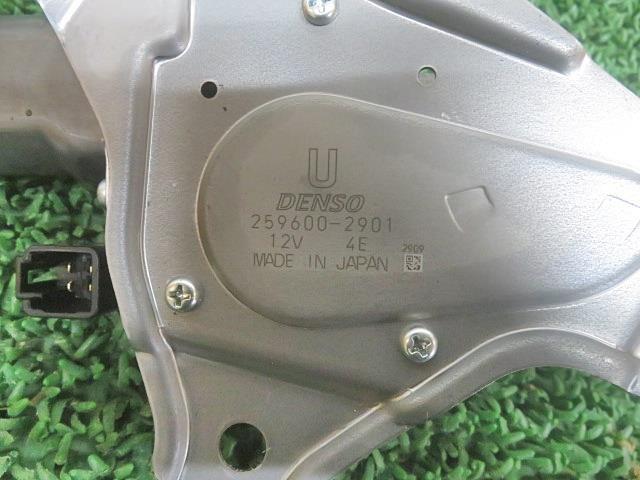 U
DENSO
259600-2901
12V 4E 2909
MADE IN JAPAN